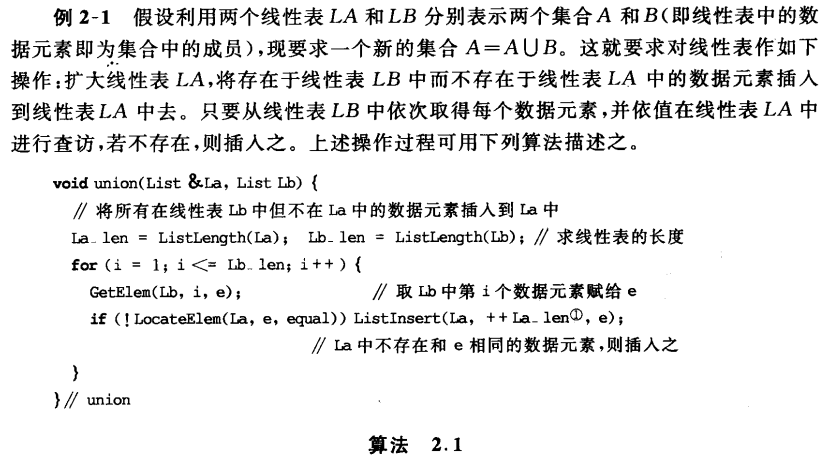 例 2-1 假设利用两个线性表 LA 和 LB 分别表示两个集合 A 和 B(即线性表中的数
据元素即为集合中的成员),现要求一个新的集合 A=A∪B。这就要求对线性表作如下
操作:扩大线性表 LA,将存在于线性表 LB 中而不存在于线性表 LA 中的数据元素插入
到线性表 LA 中去。只要从线性表 LB 中依次取得每个数据元素,并依值在线性表 LA 中
进行查访,若不存在,则插入之。上述操作过程可用下列算法描述之。
void union(List &La, List Lb) {
// 将所有在线性表 Lb 中但不在 La 中的数据元素插入到 La 中
La_len = ListLength(La); Lb_len = ListLength(Lb); // 求线性表的长度
for (i = 1; i <= Lb_len; i++) {
GetElem(Lb, i, e); // 取 Lb 中第 i 个数据元素赋给 e
if (!LocateElem(La, e, equal)) ListInsert(La, ++La_len①, e);
// La 中不存在和 e 相同的数据元素,则插入之
}
}// union
算法 2.1